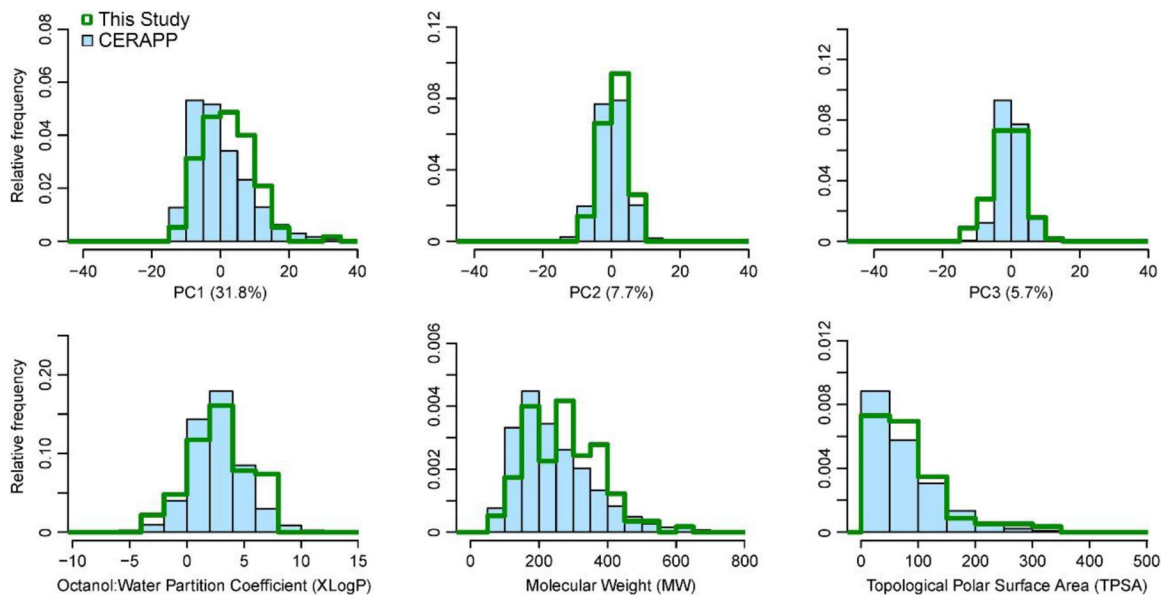 This Study
CERAPP
Relative frequency
0 0.02 0.04 0.06 0.08
−40 −20 0 20 40
PC1 (31.8%)
0 0.04 0.08 0.12
−40 −20 0 20 40
PC2 (7.7%)
0 0.04 0.08 0.12
−40 −20 0 20 40
PC3 (5.7%)
Relative frequency
0 0.10 0.20
−10 −5 0 5 10 15
Octanol:Water Partition Coefficient (XLogP)
0.000 0.002 0.004 0.006
0 200 400 600 800
Molecular Weight (MW)
0.000 0.004 0.008 0.012
0 100 200 300 400 500
Topological Polar Surface Area (TPSA)